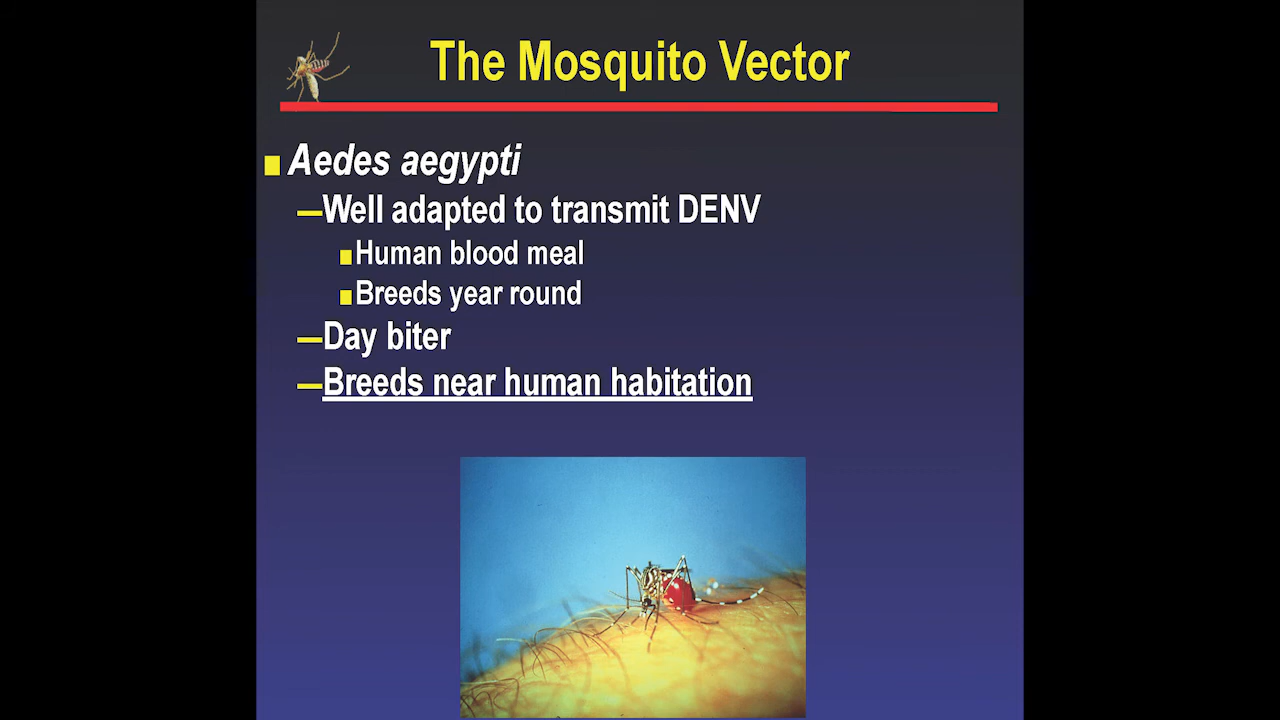 The Mosquito Vector
Aedes aegypti
—Well adapted to transmit DENV
Human blood meal
Breeds year round
—Day biter
—Breeds near human habitation